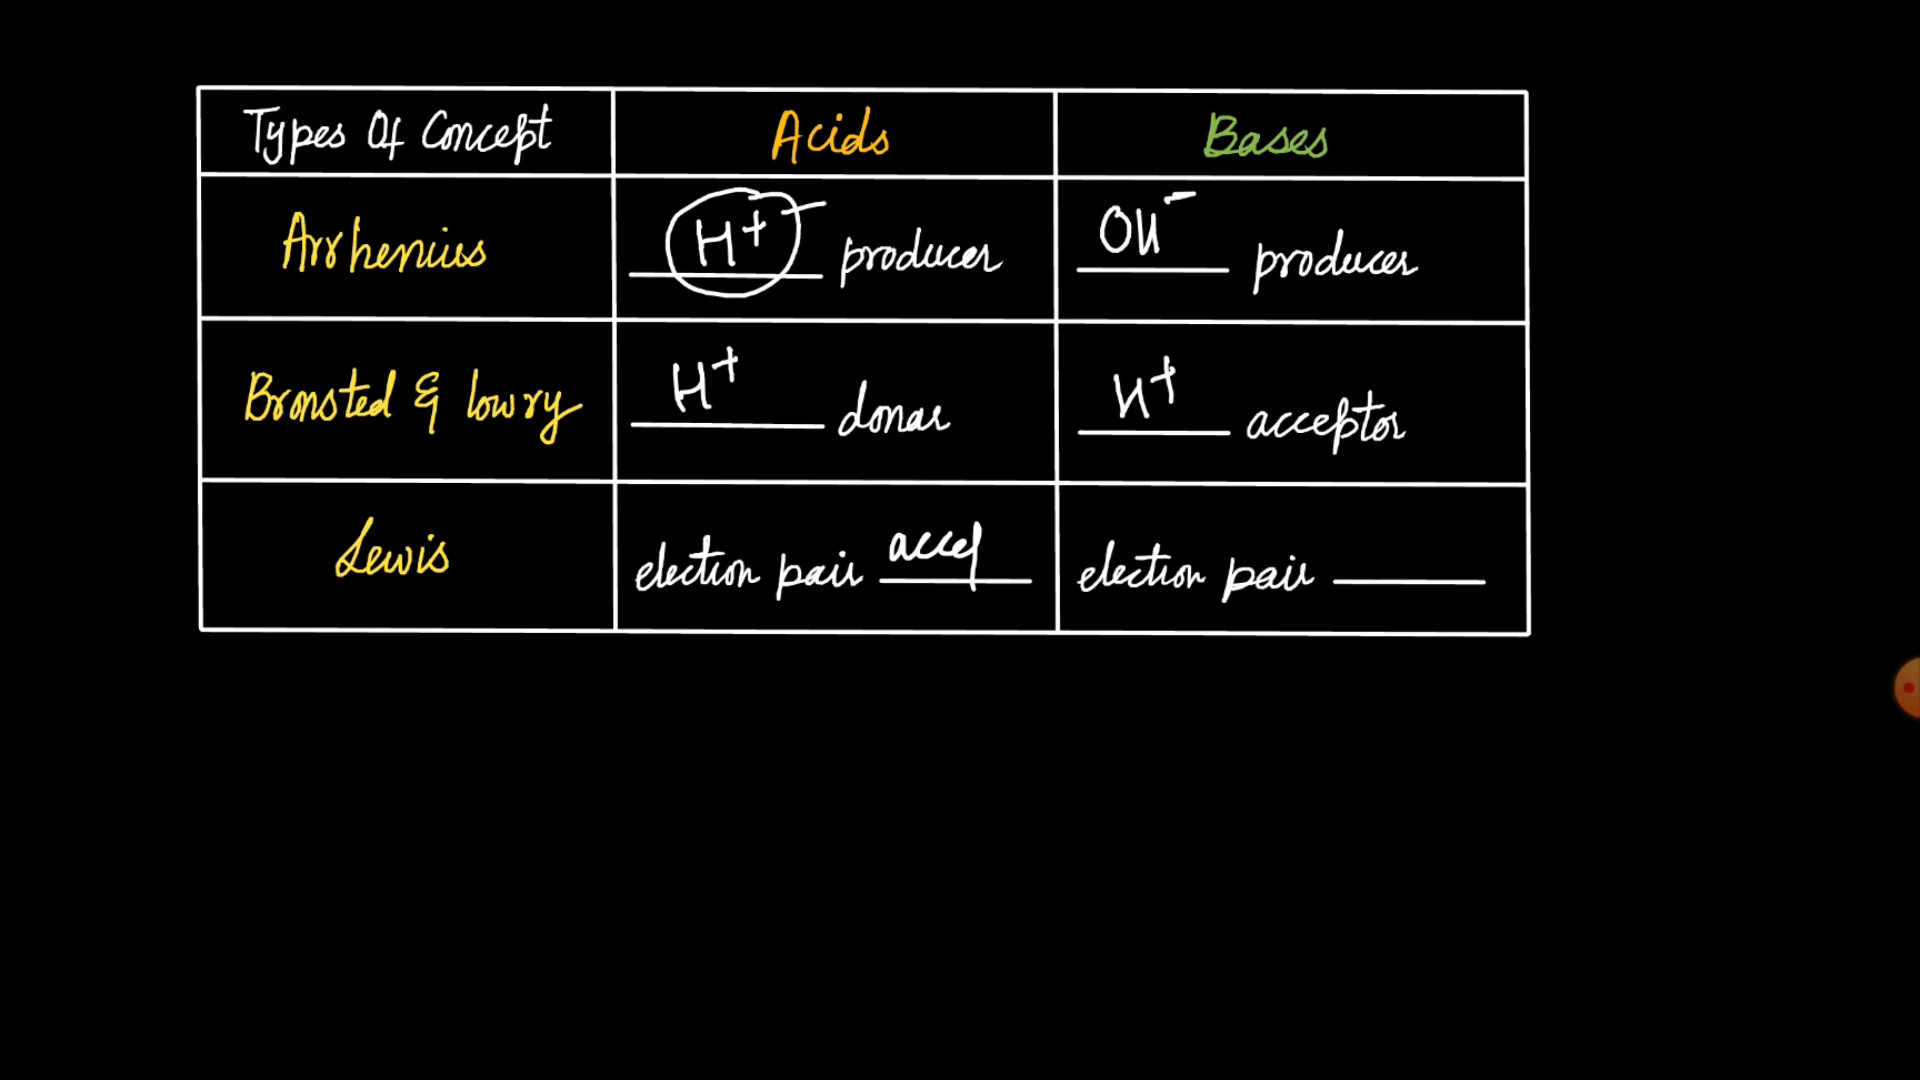 Types Of Concept Acids Bases
Arrhenius H⁺ producer OH⁻ producer
Bronsted & lowry H⁺ donar H⁺ acceptor
Lewis electron pair accep electron pair